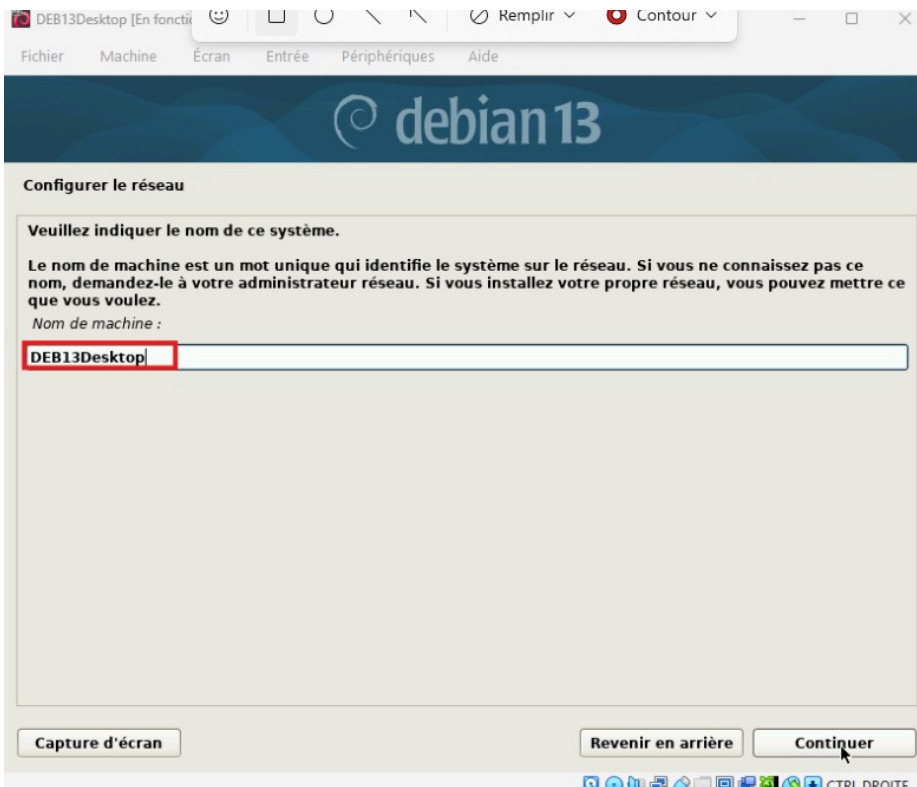 DEB13Desktop [En fonctio
Remplir
Contour
Fichier Machine Écran Entrée Périphériques Aide
debian 13
Configurer le réseau
Veuillez indiquer le nom de ce système.
Le nom de machine est un mot unique qui identifie le système sur le réseau. Si vous ne connaissez pas ce
nom, demandez-le à votre administrateur réseau. Si vous installez votre propre réseau, vous pouvez mettre ce
que vous voulez.
Nom de machine :
DEB13Desktop
Capture d'écran
Revenir en arrière
Continuer
CTRL DROITE